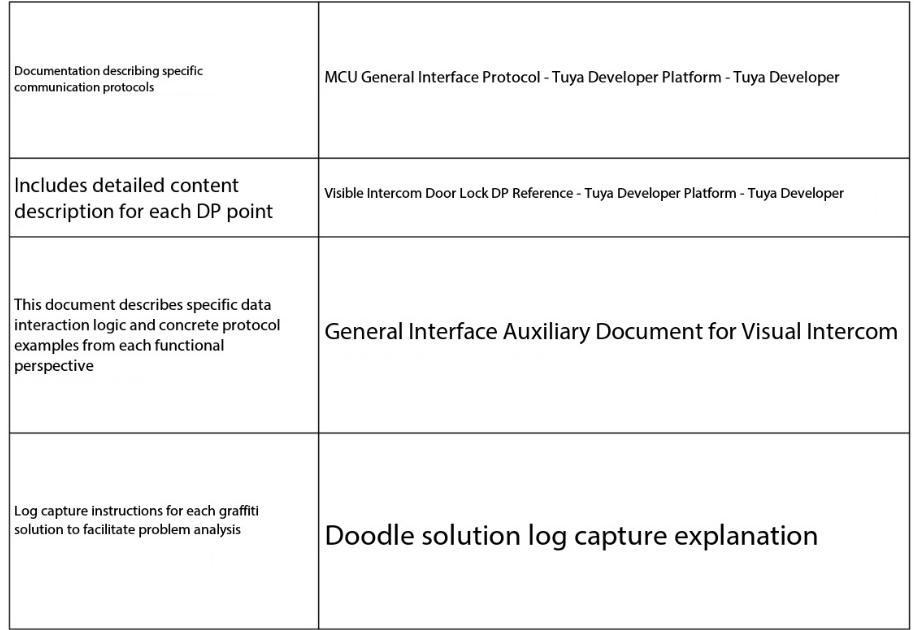 Documentation describing specific
communication protocols
MCU General Interface Protocol - Tuya Developer Platform - Tuya Developer
Includes detailed content
description for each DP point
Visible Intercom Door Lock DP Reference - Tuya Developer Platform - Tuya Developer
This document describes specific data
interaction logic and concrete protocol
examples from each functional
perspective
General Interface Auxiliary Document for Visual Intercom
Log capture instructions for each graffiti
solution to facilitate problem analysis
Doodle solution log capture explanation